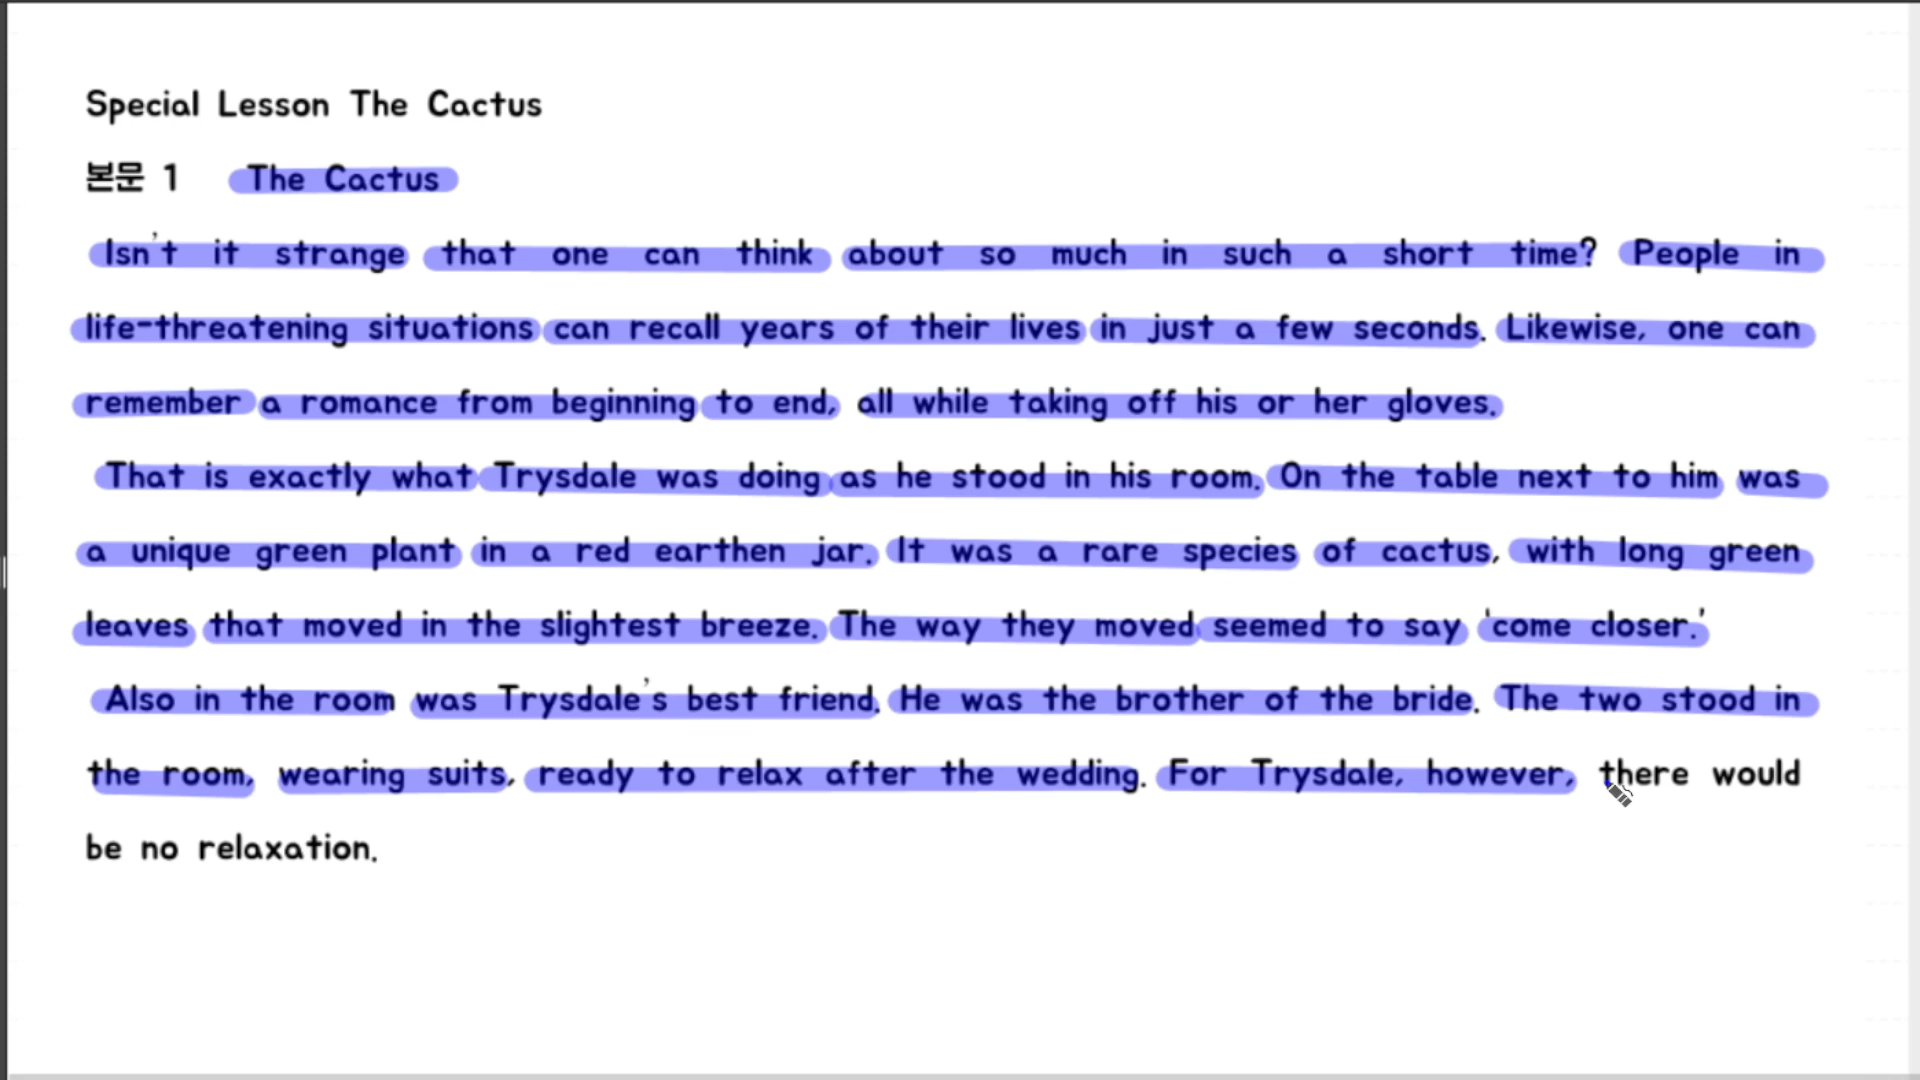 Special Lesson The Cactus
본문 1 The Cactus
Isn't it strange that one can think about so much in such a short time? People in
life-threatening situations can recall years of their lives in just a few seconds. Likewise, one can
remember a romance from beginning to end, all while taking off his or her gloves.
That is exactly what Trysdale was doing as he stood in his room. On the table next to him was
a unique green plant in a red earthen jar. It was a rare species of cactus, with long green
leaves that moved in the slightest breeze. The way they moved seemed to say 'come closer.'
Also in the room was Trysdale's best friend. He was the brother of the bride. The two stood in
the room, wearing suits, ready to relax after the wedding. For Trysdale, however, there would
be no relaxation.